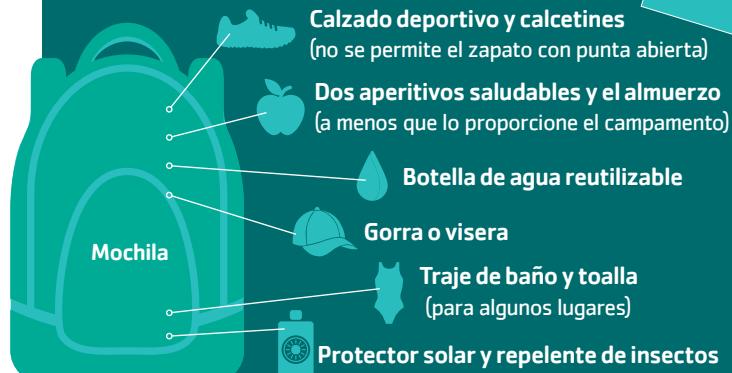 Calzado deportivo y calcetines
(no se permite el zapato con punta abierta)
Dos aperitivos saludables y el almuerzo
(a menos que lo proporcione el campamento)
Botella de agua reutilizable
Gorra o visera
Mochila
Traje de baño y toalla
(para algunos lugares)
Protector solar y repelente de insectos